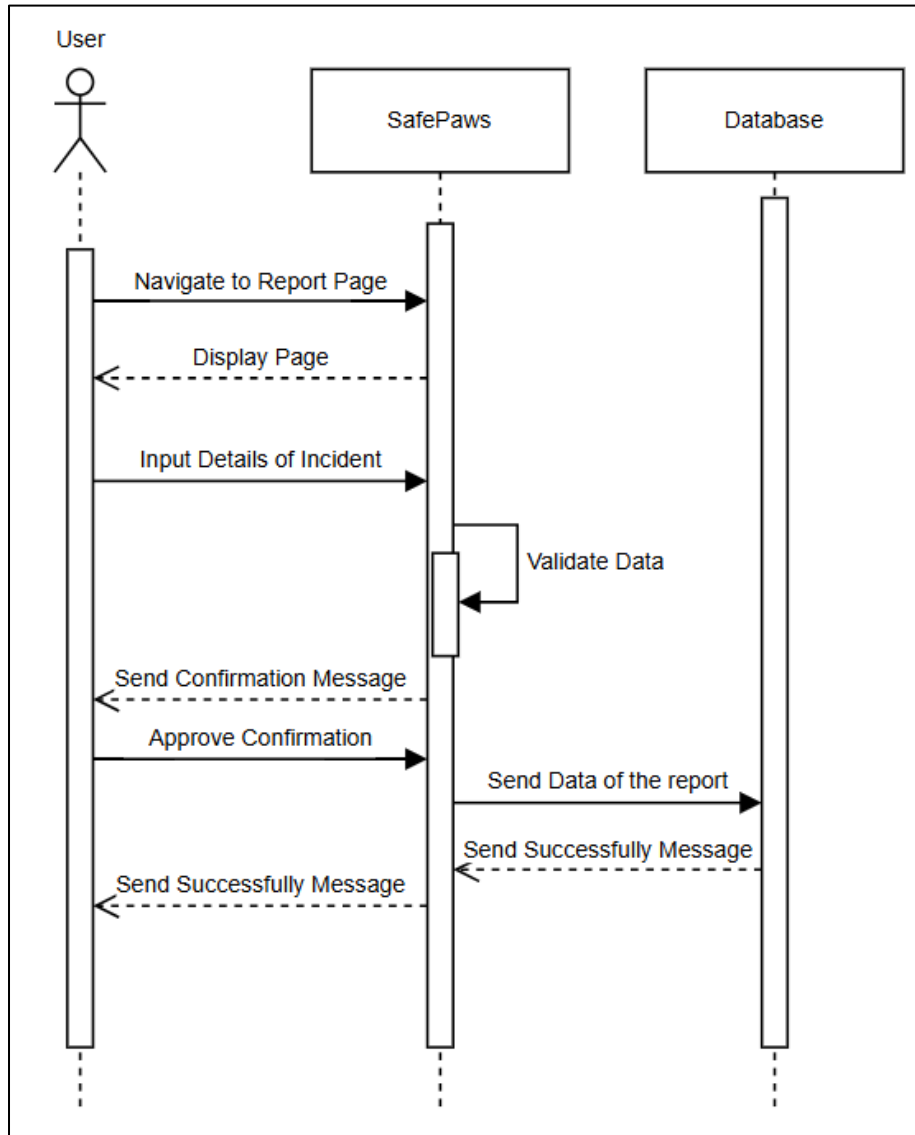 User
SafePaws
Database
Navigate to Report Page
Display Page
Input Details of Incident
Validate Data
Send Confirmation Message
Approve Confirmation
Send Data of the report
Send Successfully Message
Send Successfully Message